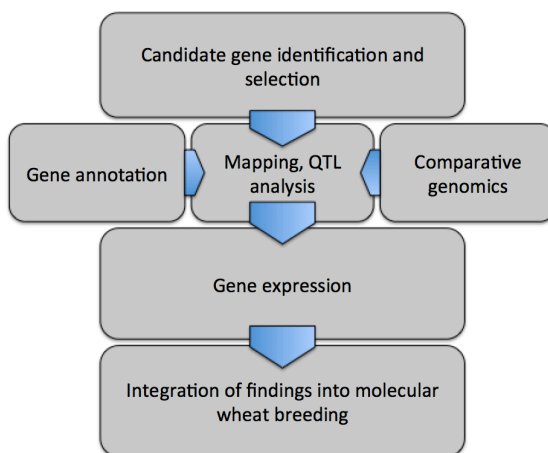 Candidate gene identification and
selection
Gene annotation
Mapping, QTL
analysis
Comparative
genomics
Gene expression
Integration of findings into molecular
wheat breeding